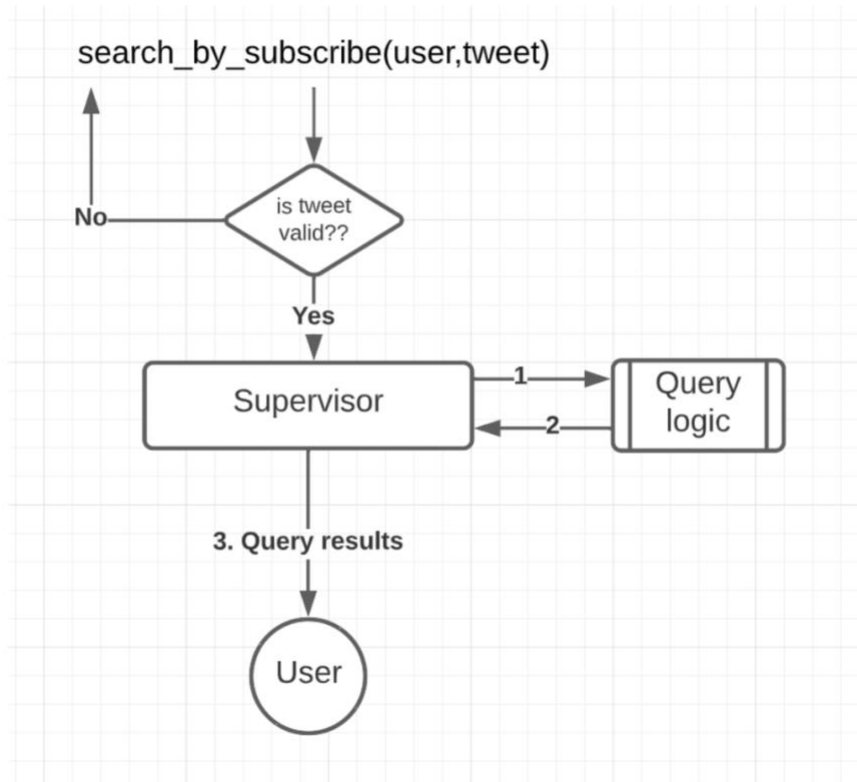 search_by_subscribe(user,tweet)
is tweet
valid??
No
Yes
Supervisor
1
Query
logic
2
3. Query results
User